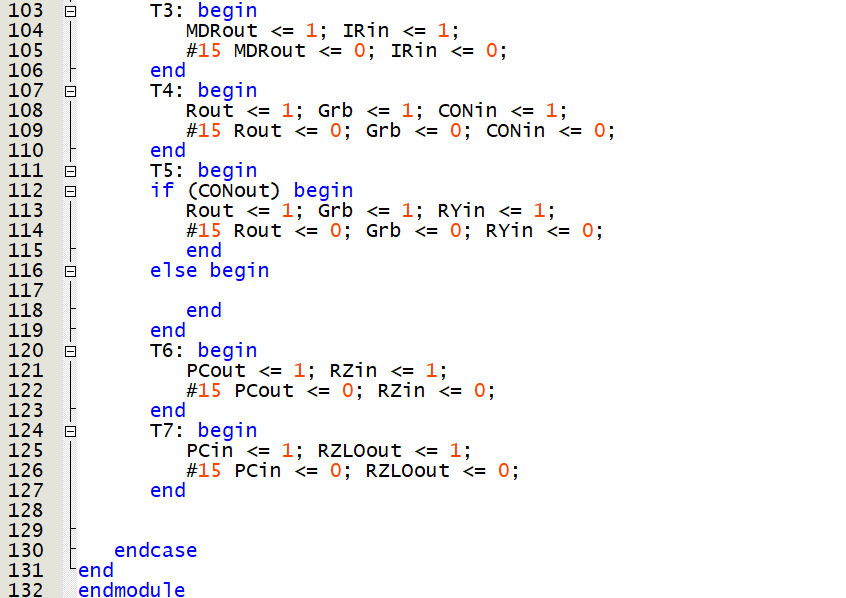 103 T3: begin
104 MDRout <= 1; IRin <= 1;
105 #15 MDRout <= 0; IRin <= 0;
106 end
107 T4: begin
108 Rout <= 1; Grb <= 1; CONin <= 1;
109 #15 Rout <= 0; Grb <= 0; CONin <= 0;
110 end
111 T5: begin
112 if (CONout) begin
113 Rout <= 1; Grb <= 1; RYin <= 1;
114 #15 Rout <= 0; Grb <= 0; RYin <= 0;
115 end
116 else begin
117
118 end
119 end
120 T6: begin
121 PCout <= 1; RZin <= 1;
122 #15 PCout <= 0; RZin <= 0;
123 end
124 T7: begin
125 PCin <= 1; RZLOout <= 1;
126 #15 PCin <= 0; RZLOout <= 0;
127 end
128
129
130 endcase
131 end
132 endmodule